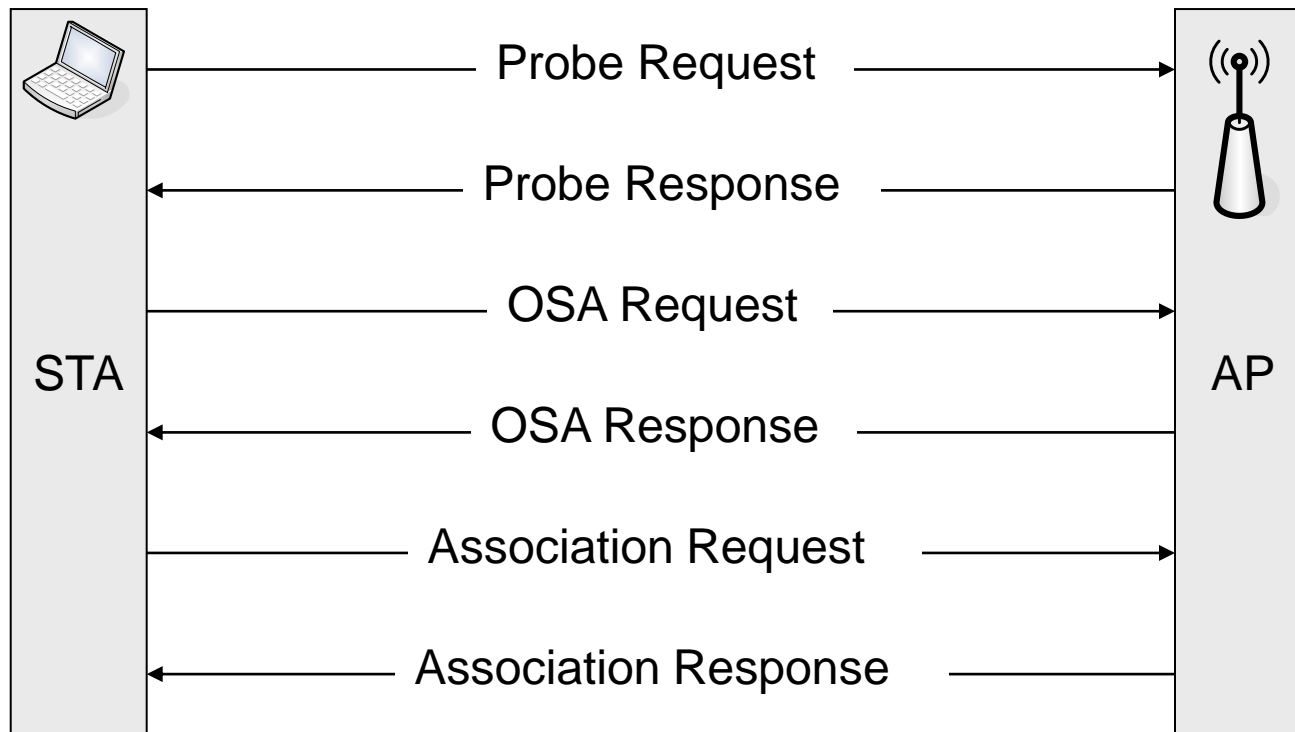 Probe Request
Probe Response
OSA Request
STA
AP
OSA Response
Association Request
Association Response